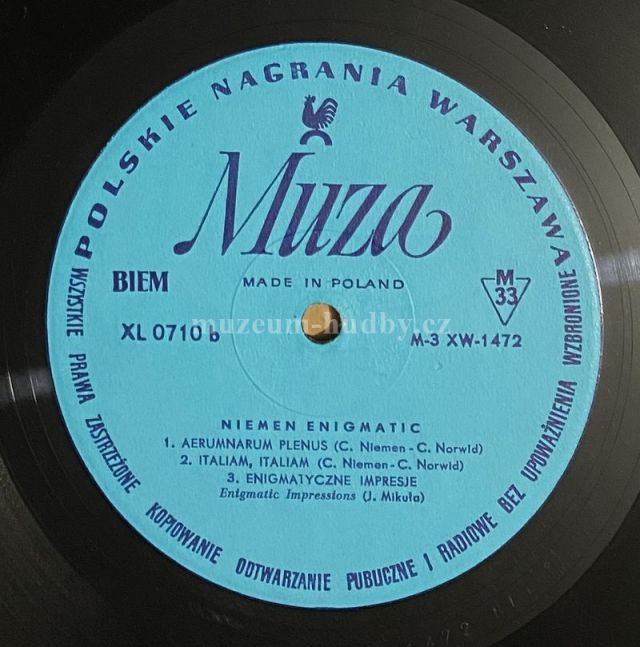 POLSKIE NAGRANIA WARSZAWA
Muza
MADE IN POLAND
BIEM
M
33
XL 0710 b
muzeum-hudby.cz
M-3 XW-1472
NIEMEN ENIGMATIC
1. AERUMNARUM PLENUS (C. Niemen - C. Norwid)
2. ITALIAM, ITALIAM (C. Niemen - C. Norwid)
3. ENIGMATYCZNE IMPRESJE
Enigmatic Impressions (J. Mikuła)
WSZYSTKIE PRAWA ZASTRZEŻONE KOPIOWANIE ODTWARZANIE PUBLICZNE I RADIOWE BEZ UPOWAŻNIENIA WZBRONIONE